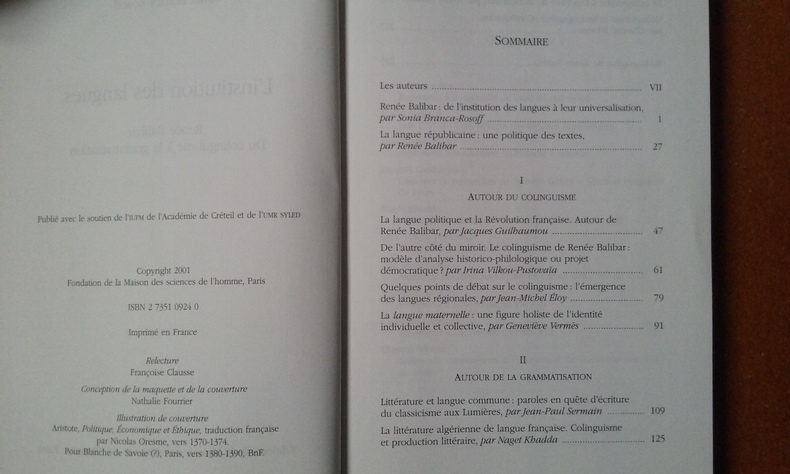 Publié avec le soutien de l'IUFM de l'Académie de Créteil et de l'UMR SYLED
Copyright 2001
Fondation de la Maison des sciences de l'homme, Paris
ISBN 2 7351 0924 0
Imprimé en France
Relecture
Françoise Clausse
Conception de la maquette et de la couverture
Nathalie Fourrier
Illustration de couverture
Aristote, Politique, Économique et Éthique, traduction française
par Nicolas Oresme, vers 1370-1374.
Pour Blanche de Savoie (?), Paris, vers 1380-1390, BnF.
SOMMAIRE
Les auteurs ........ VII
Renée Balibar : de l'institution des langues à leur universalisation,
par Sonia Branca-Rosoff ........ 1
La langue républicaine : une politique des textes,
par Renée Balibar ........ 27
I
AUTOUR DU COLINGUISME
La langue politique et la Révolution française. Autour de
Renée Balibar, par Jacques Guilhaumou ........ 47
De l'autre côté du miroir. Le colinguisme de Renée Balibar :
modèle d'analyse historico-philologique ou projet
démocratique ? par Irina Vilkou-Pustovaïa ........ 61
Quelques points de débat sur le colinguisme : l'émergence
des langues régionales, par Jean-Michel Éloy ........ 79
La langue maternelle : une figure holiste de l'identité
individuelle et collective, par Geneviève Vermès ........ 91
II
AUTOUR DE LA GRAMMATISATION
Littérature et langue commune : paroles en quête d'écriture
du classicisme aux Lumières, par Jean-Paul Sermain ........ 109
La littérature algérienne de langue française. Colinguisme
et production littéraire, par Naget Khadda ........ 125